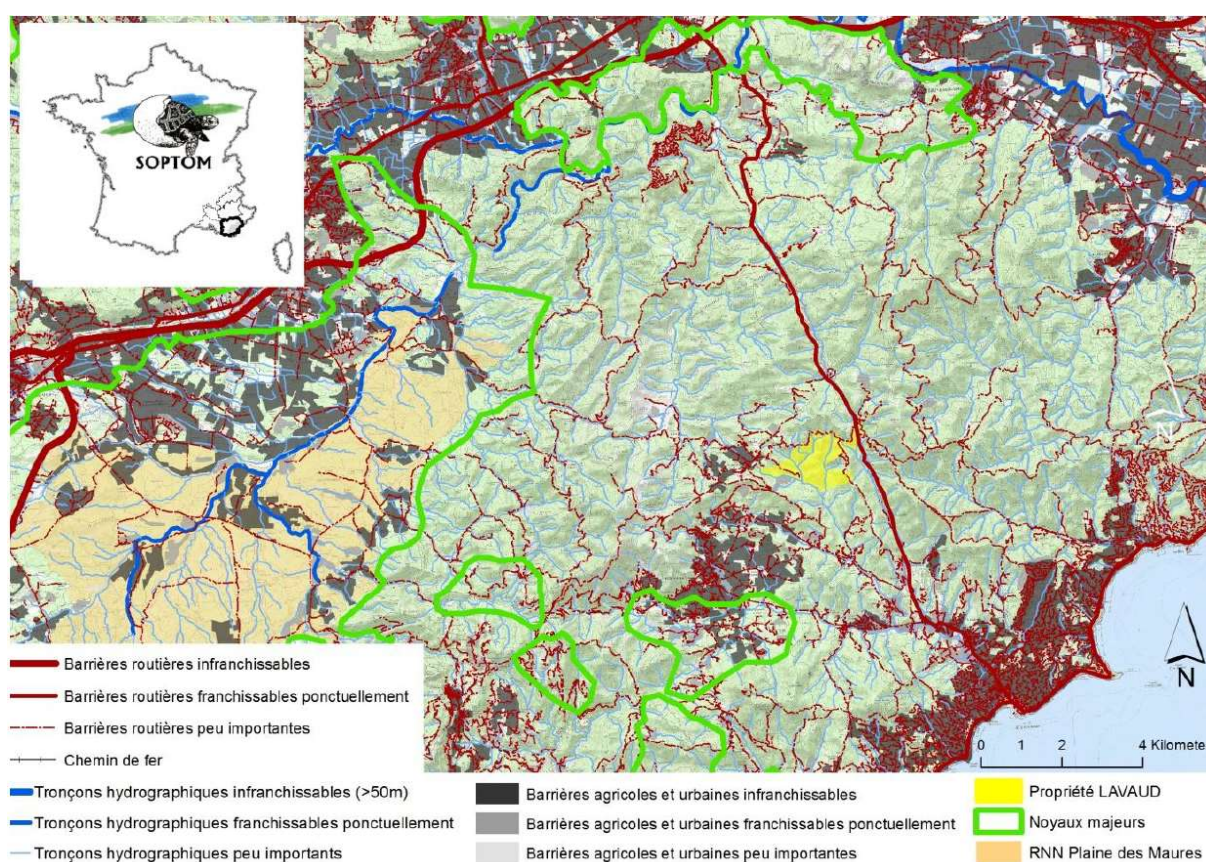 SOPTOM
N
N
Barrières routières infranchissables
Barrières routières franchissables ponctuellement
Barrières routières peu importantes
Chemin de fer
0 1 2 4 Kilomete
Tronçons hydrographiques infranchissables (>50m)
Tronçons hydrographiques franchissables ponctuellement
Tronçons hydrographiques peu importants
Barrières agricoles et urbaines infranchissables
Barrières agricoles et urbaines franchissables ponctuellement
Barrières agricoles et urbaines peu importantes
Propriété LAVAUD
Noyaux majeurs
RNN Plaine des Maures